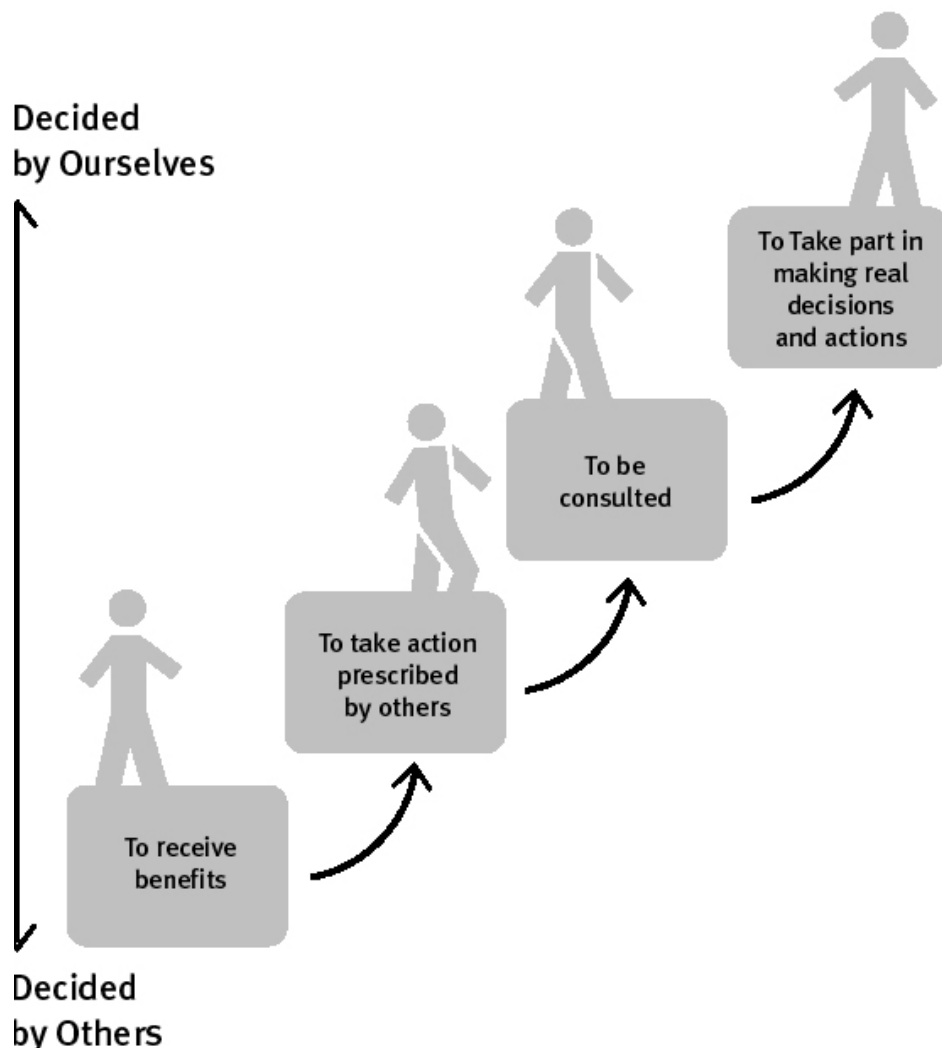 Decided
by Ourselves
To Take part in
making real
decisions
and actions
To be
consulted
To take action
prescribed
by others
To receive
benefits
Decided
by Others